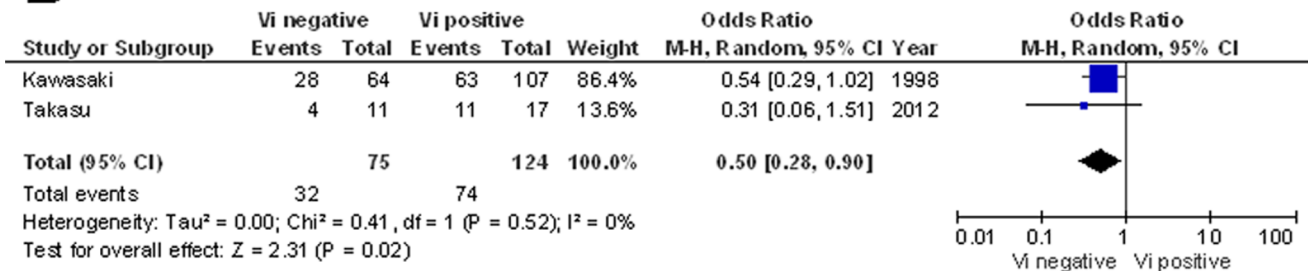 Vi negative Vi positive Odds Ratio Odds Ratio
Study or Subgroup Events Total Events Total Weight M-H, Random, 95% CI Year M-H, Random, 95% CI
Kawasaki 28 64 63 107 86.4% 0.54 [0.29, 1.02] 1998
Takasu 4 11 11 17 13.6% 0.31 [0.06, 1.51] 2012
Total (95% CI) 75 124 100.0% 0.50 [0.28, 0.90]
Total events 32 74
Heterogeneity: Tau² = 0.00; Chi² = 0.41, df = 1 (P = 0.52); I² = 0%
Test for overall effect: Z = 2.31 (P = 0.02)
0.01 0.1 1 10 100
Vi negative Vi positive